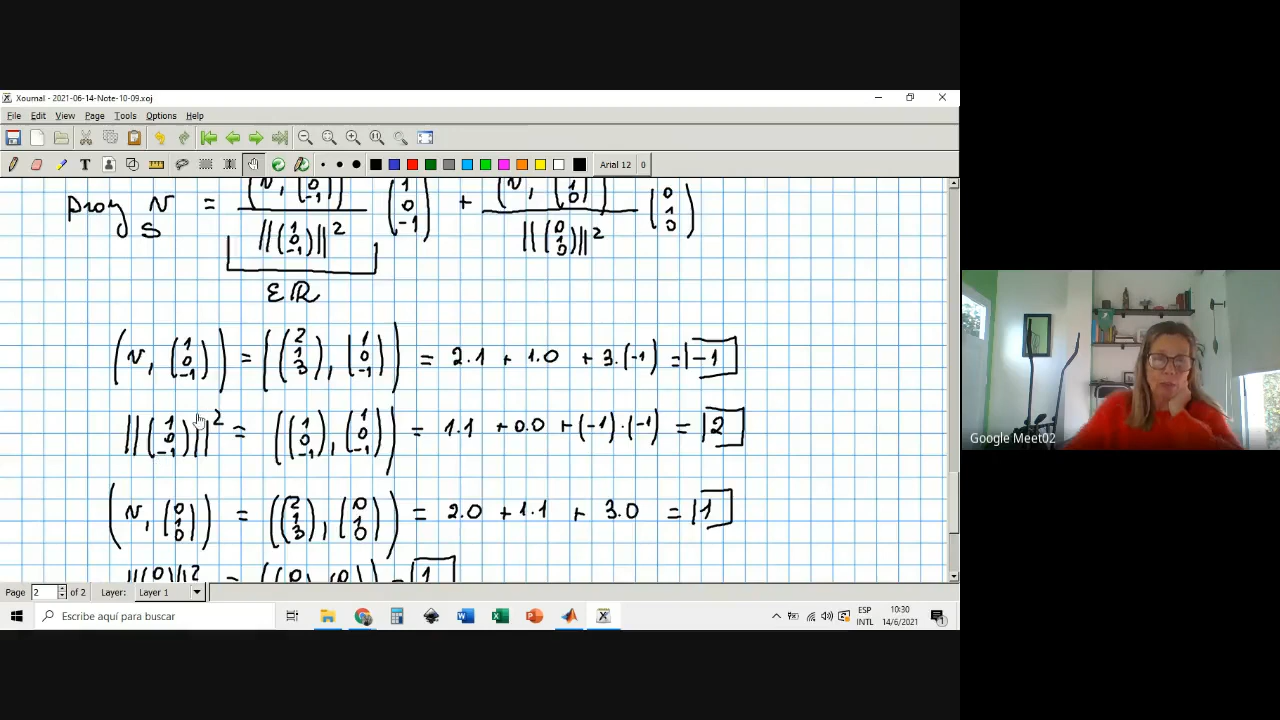 Xournal - 2021-06-14-Note-10-09.xoj
File Edit View Page Tools Options Help
Arial 12 0
proy_S v = (v, (1 0 -1)) / ||(1 0 -1)||² (1 0 -1) + (v, (0 1 0)) / ||(0 1 0)||² (0 1 0)
∈ ℝ
(v, (1 0 -1)) = ((2 1 3), (1 0 -1)) = 2.1 + 1.0 + 3.(-1) = -1
||(1 0 -1)||² = ((1 0 -1), (1 0 -1)) = 1.1 + 0.0 + (-1).(-1) = 2
(v, (0 1 0)) = ((2 1 3), (0 1 0)) = 2.0 + 1.1 + 3.0 = 1
Google Meet02
Page 2 of 2 Layer: Layer 1
Escribe aquí para buscar
ESP
INTL
10:30
14/6/2021